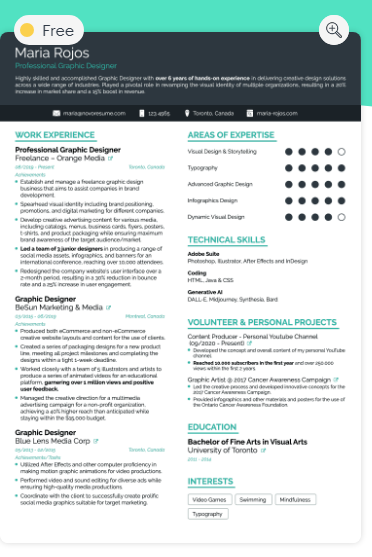 Free
Maria Rojos
Professional Graphic Designer
Highly skilled and accomplished Graphic Designer with over 6 years of hands-on experience in delivering creative design solutions
across a wide range of industries. Played a pivotal role in revamping the visual identity of multiple organizations, resulting in a 20%
increase in market share and a 15% boost in revenue.
maria@novoresume.com
123-4565
Toronto, Canada
maria-rojos.com
WORK EXPERIENCE
Professional Graphic Designer
Freelance – Orange Media
08/2019 - Present
Toronto, Canada
Achievements
Establish and manage a freelance graphic design
business that aims to assist companies in brand
development.
Spearhead visual identity including brand positioning,
promotions, and digital marketing for different companies.
Develop creative advertising content for various media,
including catalogs, menus, business cards, flyers, posters,
t-shirts, and product packaging while ensuring maximum
brand awareness of the target audience/market.
Led a team of 3 junior designers in producing a range of
social media assets, infographics, and banners for an
international conference, reaching over 10,000 attendees.
Redesigned the company's website's user interface over a
2-month period, resulting in a 30% reduction in bounce
rate and a 25% increase in user engagement.
Graphic Designer
BeSun Marketing & Media
Montreal, Canada
Achievements
Produced both eCommerce and non-eCommerce
creative website layouts and content for the use of clients.
Created a series of packaging designs for a new product
line, meeting all project milestones and completing the
designs within a tight 1-week deadline.
Worked closely with a team of 5 illustrators and artists to
produce a series of animated videos for an educational
platform, garnering over 1 million views and positive
user feedback.
Managed the creative direction for a multimedia
advertising campaign for a non-profit organization,
achieving a 40% higher reach than anticipated while
staying within the $15,000 budget.
Graphic Designer
Blue Lens Media Corp
Toronto, Canada
Achievements/Tasks
Utilized After Effects and other computer proficiency in
making motion graphic animations for video productions.
Performed video and sound editing for diverse ads while
ensuring high-quality media productions.
Coordinate with the client to successfully create prolific
social media graphics suitable for target marketing.
AREAS OF EXPERTISE
Visual Design & Storytelling
Typography
Advanced Graphic Design
Infographics Design
Dynamic Visual Design
TECHNICAL SKILLS
Adobe Suite
Photoshop, Illustrator, After Effects and InDesign
Coding
HTML, Java & CSS
Generative AI
DALL-E, Midjourney, Synthesia, Bard
VOLUNTEER & PERSONAL PROJECTS
Content Producer - Personal Youtube Channel
(09/2020 – Present)
Developed the concept and overall content of my personal YouTube
channel.
Reached 10,000 subscribers in the first year and over 250,000
views within the first 2 years.
Graphic Artist @ 2017 Cancer Awareness Campaign
Led the creative process and developed innovative concepts for the
2017 Cancer Awareness Campaign.
Provided infographics and other materials and posters for the use of
the Ontario Cancer Awareness Foundation.
EDUCATION
Bachelor of Fine Arts in Visual Arts
University of Toronto
2011 - 2014
INTERESTS
Video Games
Swimming
Mindfulness
Typography